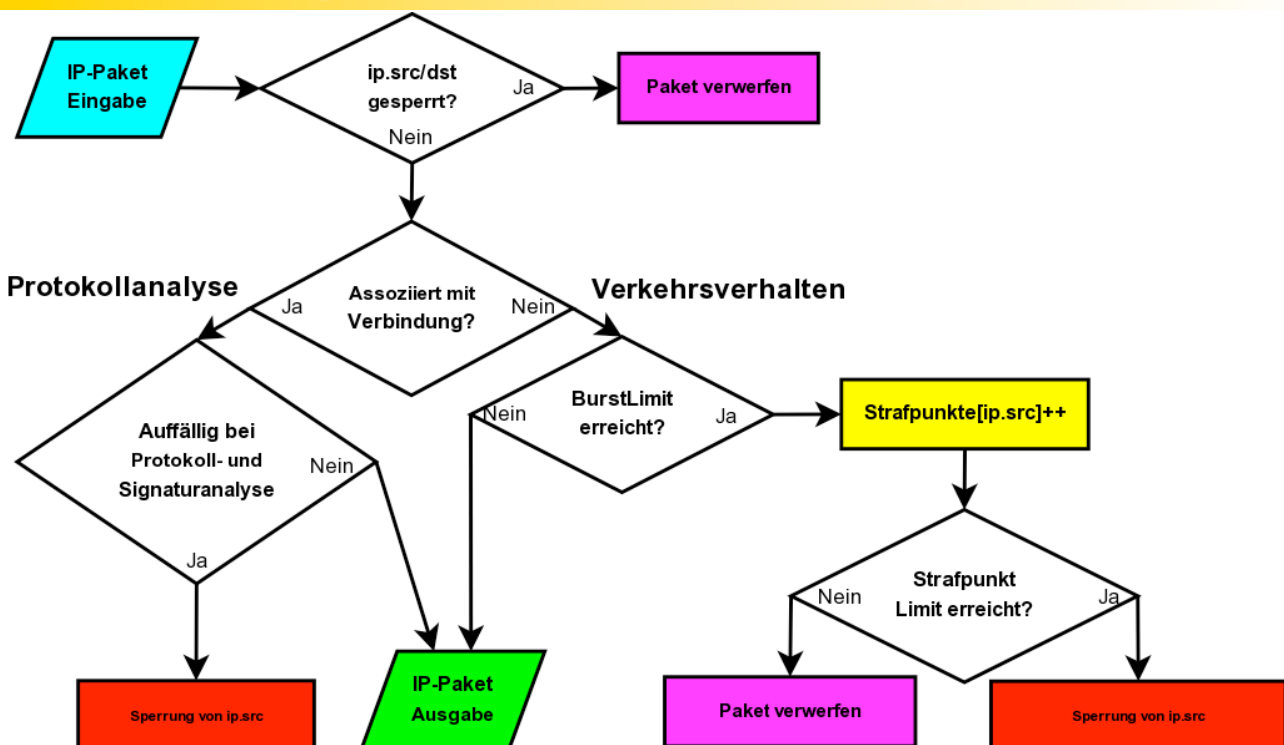 IP-Paket
Eingabe
ip.src/dst
gesperrt?
Ja
Nein
Paket verwerfen
Protokollanalyse
Assoziiert mit
Verbindung?
Ja
Nein
Verkehrsverhalten
Auffällig bei
Protokoll- und
Signaturanalyse
Nein
Ja
BurstLimit
erreicht?
Nein
Ja
Strafpunkte[ip.src]++
Strafpunkt
Limit erreicht?
Nein
Ja
Sperrung von ip.src
IP-Paket
Ausgabe
Paket verwerfen
Sperrung von ip.src